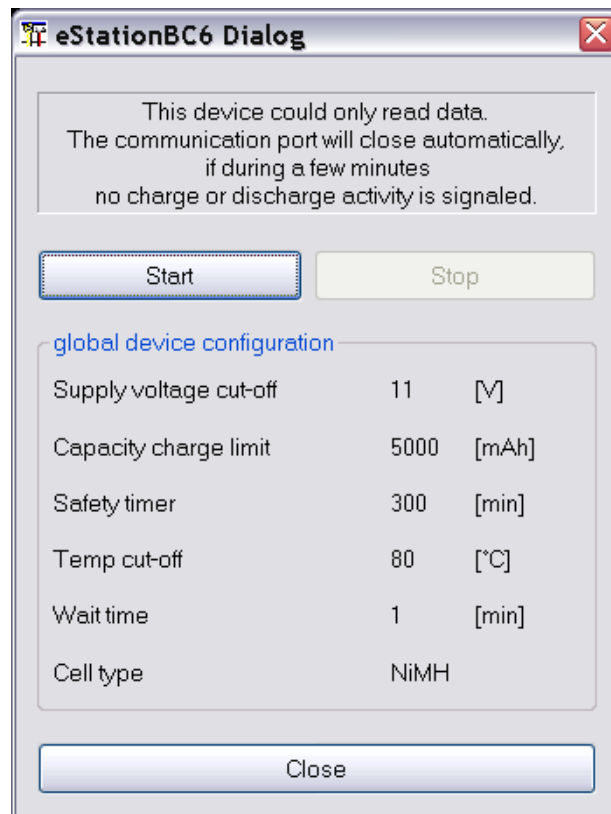 eStationBC6 Dialog
This device could only read data.
The communication port will close automatically,
if during a few minutes
no charge or discharge activity is signaled.
Start Stop
global device configuration
Supply voltage cut-off 11 [V]
Capacity charge limit 5000 [mAh]
Safety timer 300 [min]
Temp cut-off 80 [°C]
Wait time 1 [min]
Cell type NiMH
Close